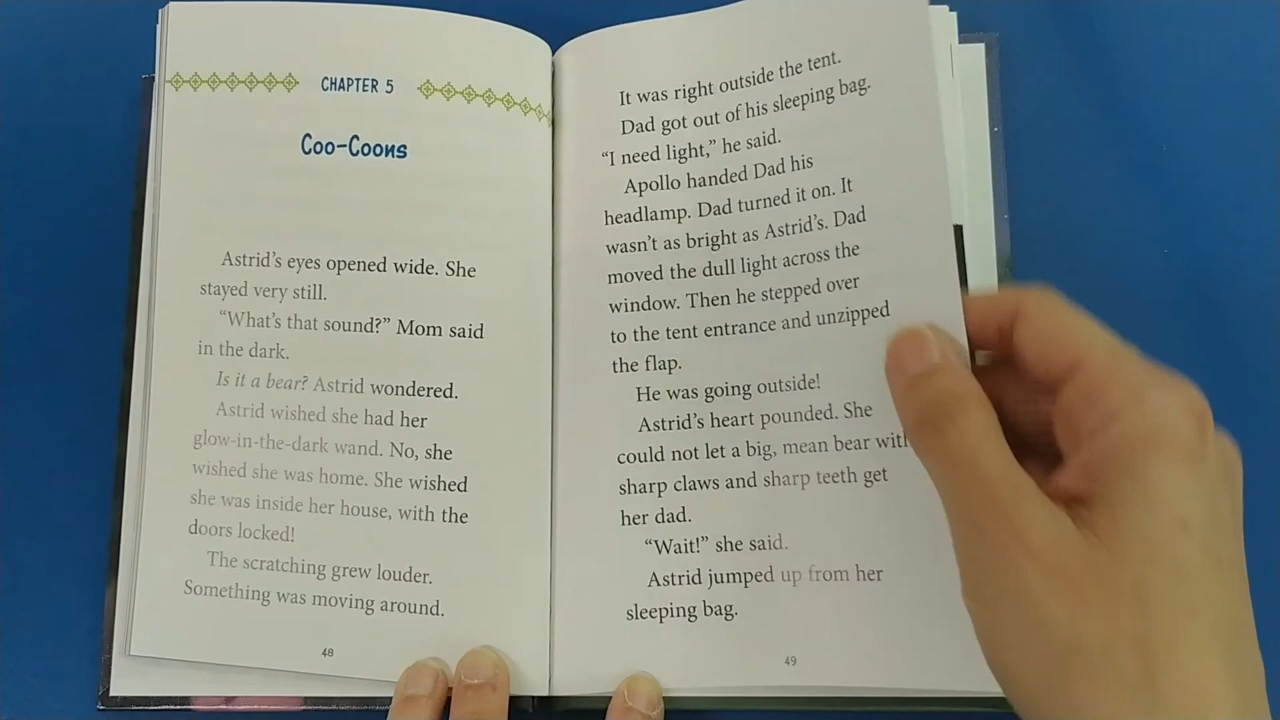 CHAPTER 5
Coo-Coons
Astrid's eyes opened wide. She
stayed very still.
"What's that sound?" Mom said
in the dark.
Is it a bear? Astrid wondered.
Astrid wished she had her
glow-in-the-dark wand. No, she
wished she was home. She wished
she was inside her house, with the
doors locked!
The scratching grew louder.
Something was moving around.
48
It was right outside the tent.
Dad got out of his sleeping bag.
"I need light," he said.
Apollo handed Dad his
headlamp. Dad turned it on. It
wasn't as bright as Astrid's. Dad
moved the dull light across the
window. Then he stepped over
to the tent entrance and unzipped
the flap.
He was going outside!
Astrid's heart pounded. She
could not let a big, mean bear with
sharp claws and sharp teeth get
her dad.
"Wait!" she said.
Astrid jumped up from her
sleeping bag.
49